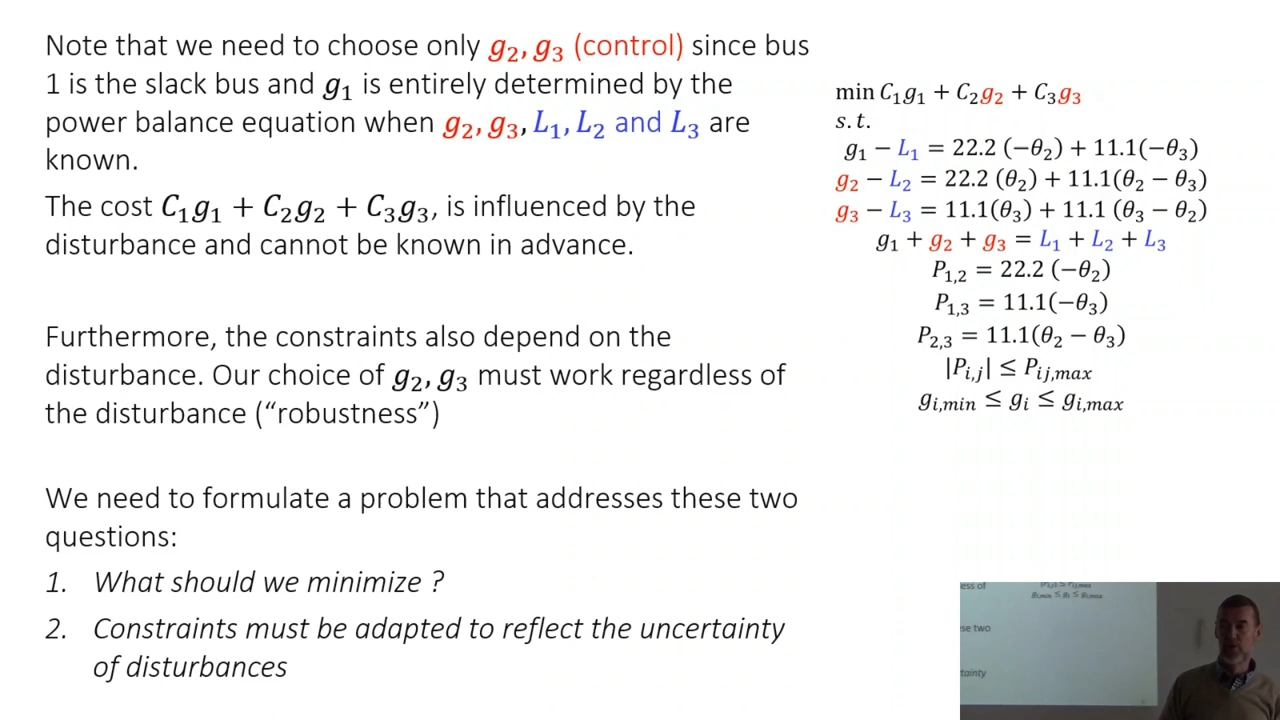 Note that we need to choose only g₂, g₃ (control) since bus
1 is the slack bus and g₁ is entirely determined by the
power balance equation when g₂, g₃, L₁, L₂ and L₃ are
known.
The cost C₁g₁ + C₂g₂ + C₃g₃, is influenced by the
disturbance and cannot be known in advance.
Furthermore, the constraints also depend on the
disturbance. Our choice of g₂, g₃ must work regardless of
the disturbance (“robustness”)
We need to formulate a problem that addresses these two
questions:
1. What should we minimize ?
2. Constraints must be adapted to reflect the uncertainty
of disturbances
min C₁g₁ + C₂g₂ + C₃g₃
s.t.
g₁ − L₁ = 22.2 (−θ₂) + 11.1(−θ₃)
g₂ − L₂ = 22.2 (θ₂) + 11.1(θ₂ − θ₃)
g₃ − L₃ = 11.1(θ₃) + 11.1 (θ₃ − θ₂)
g₁ + g₂ + g₃ = L₁ + L₂ + L₃
P₁,₂ = 22.2 (−θ₂)
P₁,₃ = 11.1(−θ₃)
P₂,₃ = 11.1(θ₂ − θ₃)
|Pᵢ,ⱼ| ≤ Pᵢⱼ,ₘₐₓ
gᵢ,ₘᵢₙ ≤ gᵢ ≤ gᵢ,ₘₐₓ
ess of
se two
tainty